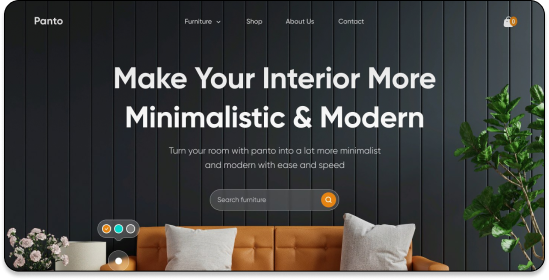 Panto
Furniture
Shop
About Us
Contact
0
Make Your Interior More
Minimalistic & Modern
Turn your room with panto into a lot more minimalist
and modern with ease and speed
Search furniture